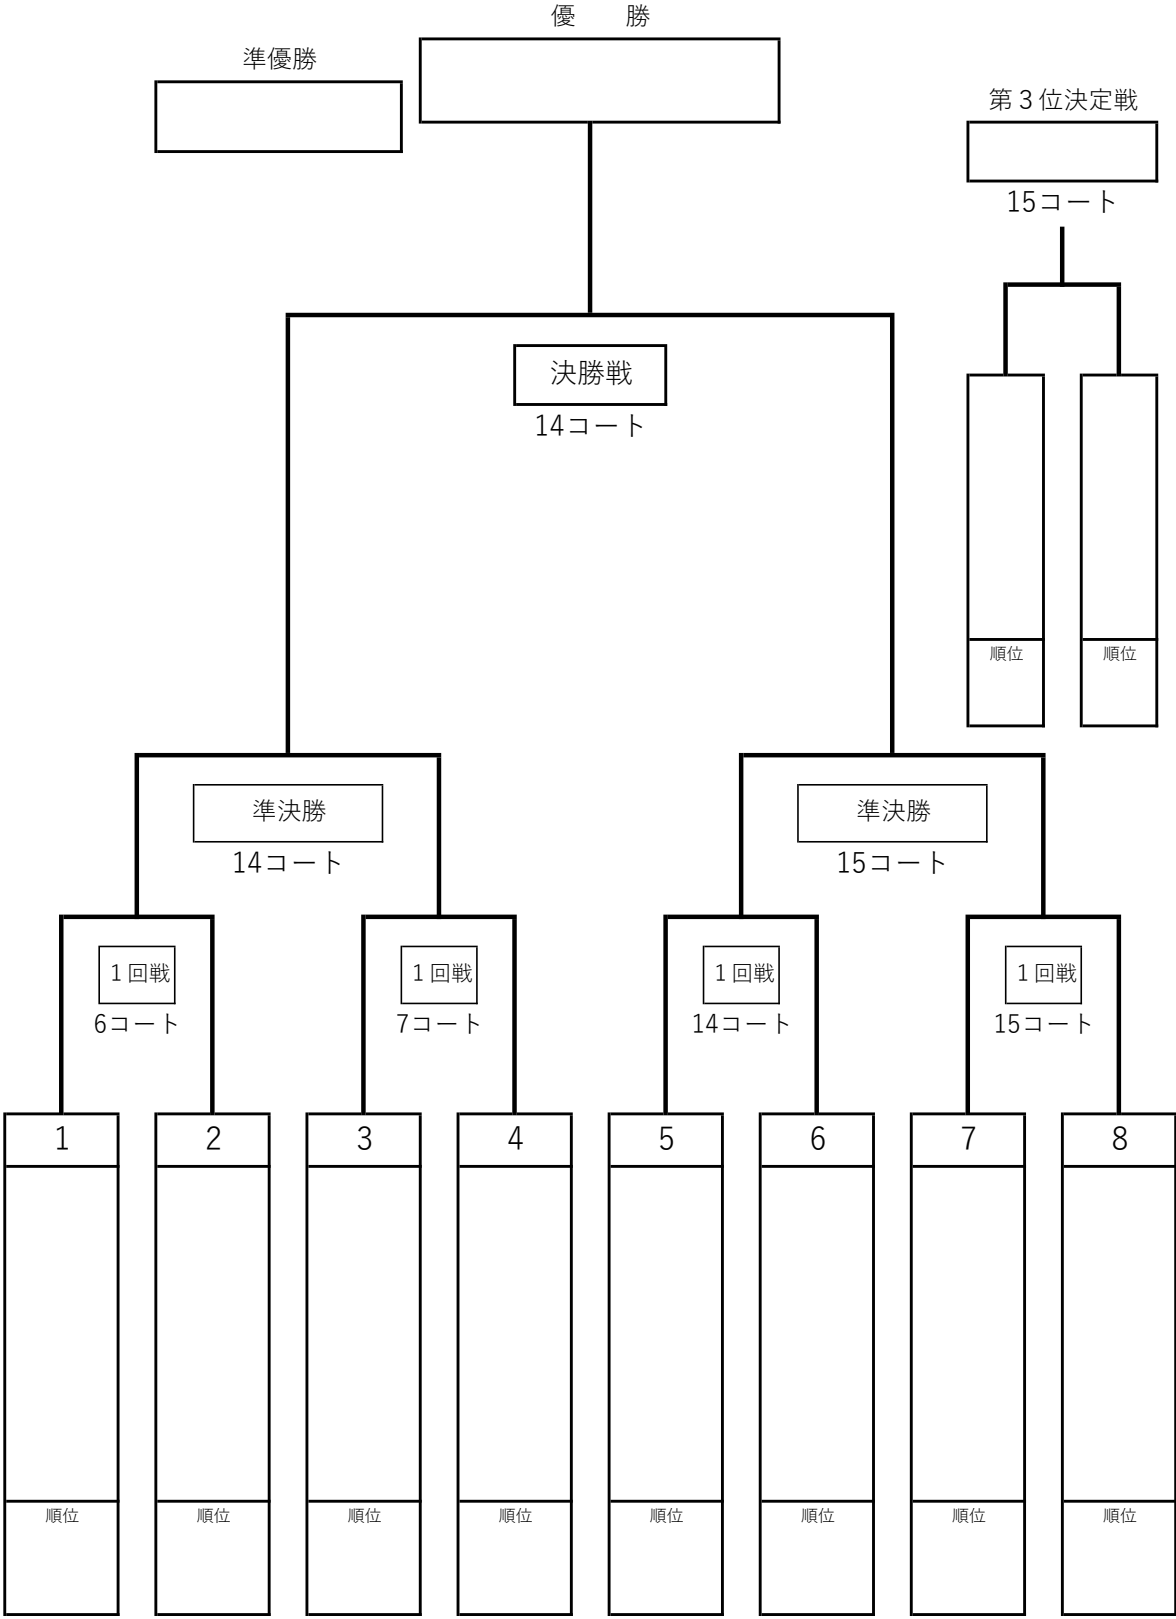 優　　勝
準優勝
第３位決定戦
15コート
決勝戦
14コート
順位 順位
準決勝 準決勝
14コート 15コート
１回戦 １回戦 １回戦 １回戦
6コート 7コート 14コート 15コート
1 2 3 4 5 6 7 8
順位 順位 順位 順位 順位 順位 順位 順位